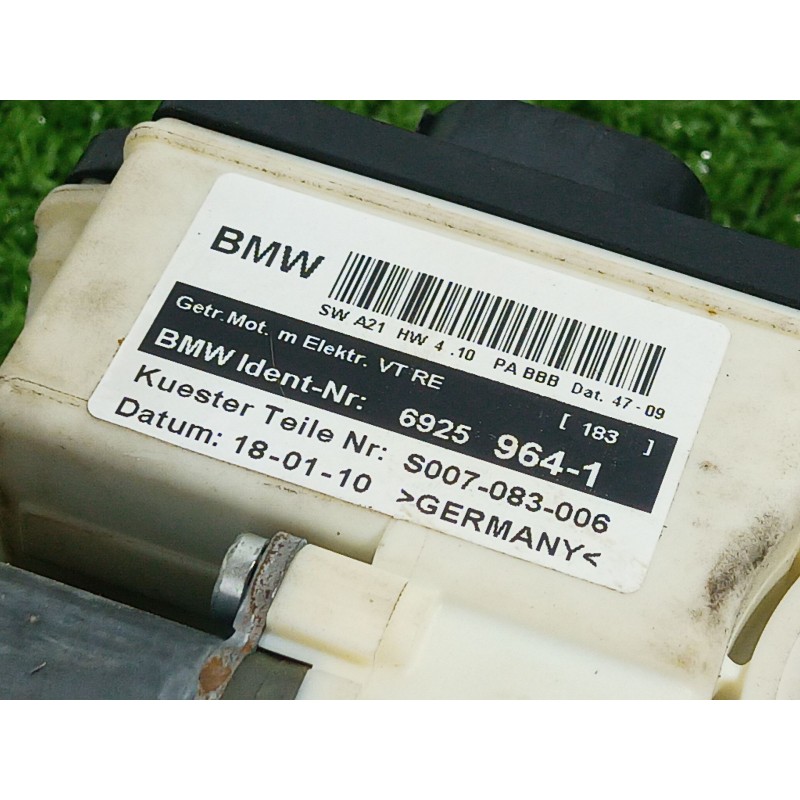 BMW
SW A21 HW 4.10 PA BBB Dat. 47-09
Getr.Mot. m Elektr. VT RE [ 183 ]
BMW Ident-Nr: 6925 964-1
Kuester Teile Nr: S007-083-006
Datum: 18-01-10 >GERMANY<